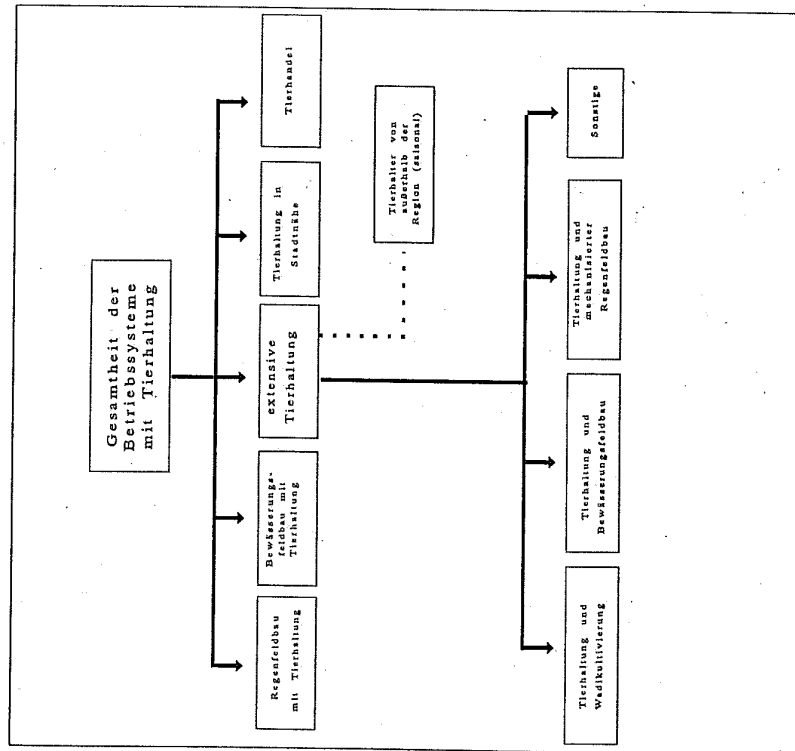 Gesamtheit der
Betriebssysteme
mit Tierhaltung
Regenfeldbau
mit Tierhaltung
Bewässerungs-
feldbau mit
Tierhaltung
extensive
Tierhaltung
Tierhaltung in
Stadtnähe
Tierhandel
Tierhalter von
außerhalb der
Region (saisonal)
Tierhaltung und
Wadikultivierung
Tierhaltung und
Bewässerungsfeldbau
Tierhaltung und
mechanisierter
Regenfeldbau
Sonstige